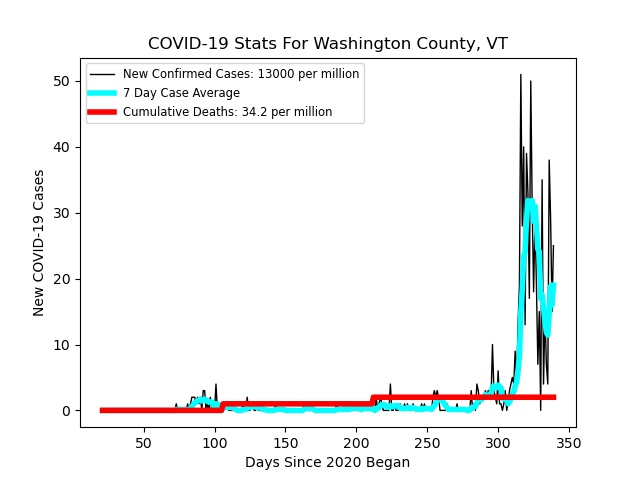 COVID-19 Stats For Washington County, VT
New Confirmed Cases: 13000 per million
7 Day Case Average
Cumulative Deaths: 34.2 per million
New COVID-19 Cases
50
40
30
20
10
0
50 100 150 200 250 300 350
Days Since 2020 Began